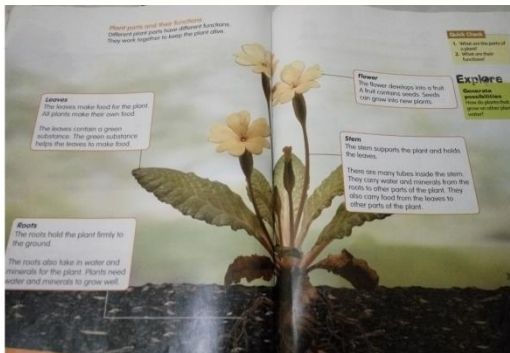 Plant parts and their functions
Different plant parts have different functions.
They work together to keep the plant alive.
Quick Check
1. What are the parts of
a plant?
2. What are their
functions?
Explore
Generate
possibilities
How do plants that
grow on other plan
water?
Flower
The flower develops into a fruit.
A fruit contains seeds. Seeds
can grow into new plants.
Leaves
The leaves make food for the plant.
All plants make their own food.
The leaves contain a green
substance. The green substance
helps the leaves to make food.
Stem
The stem supports the plant and holds
the leaves.
There are many tubes inside the stem.
They carry water and minerals from the
roots to other parts of the plant. They
also carry food from the leaves to
other parts of the plant.
Roots
The roots hold the plant firmly to
the ground.
The roots also take in water and
minerals for the plant. Plants need
water and minerals to grow well.